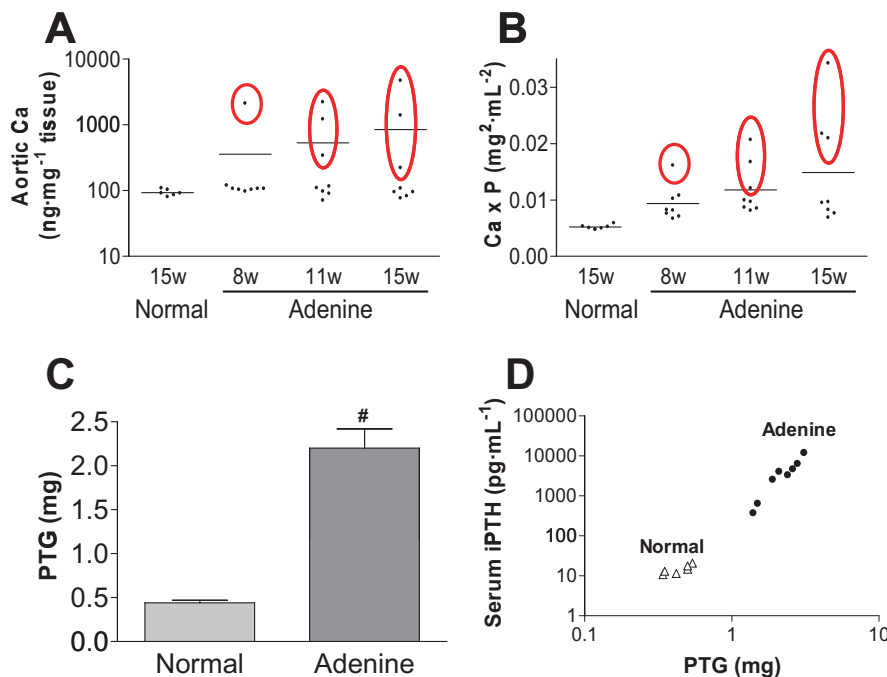 A
Aortic Ca
(ng·mg⁻¹ tissue)
10000
1000
100
10
15w 8w 11w 15w
Normal Adenine
B
Ca x P (mg²·mL⁻²)
0.03
0.02
0.01
0.00
15w 8w 11w 15w
Normal Adenine
C
PTG (mg)
2.5
2.0
1.5
1.0
0.5
0.0
#
Normal Adenine
D
Serum iPTH (pg·mL⁻¹)
100000
10000
1000
100
10
1
Adenine
Normal
0.1 1 10
PTG (mg)